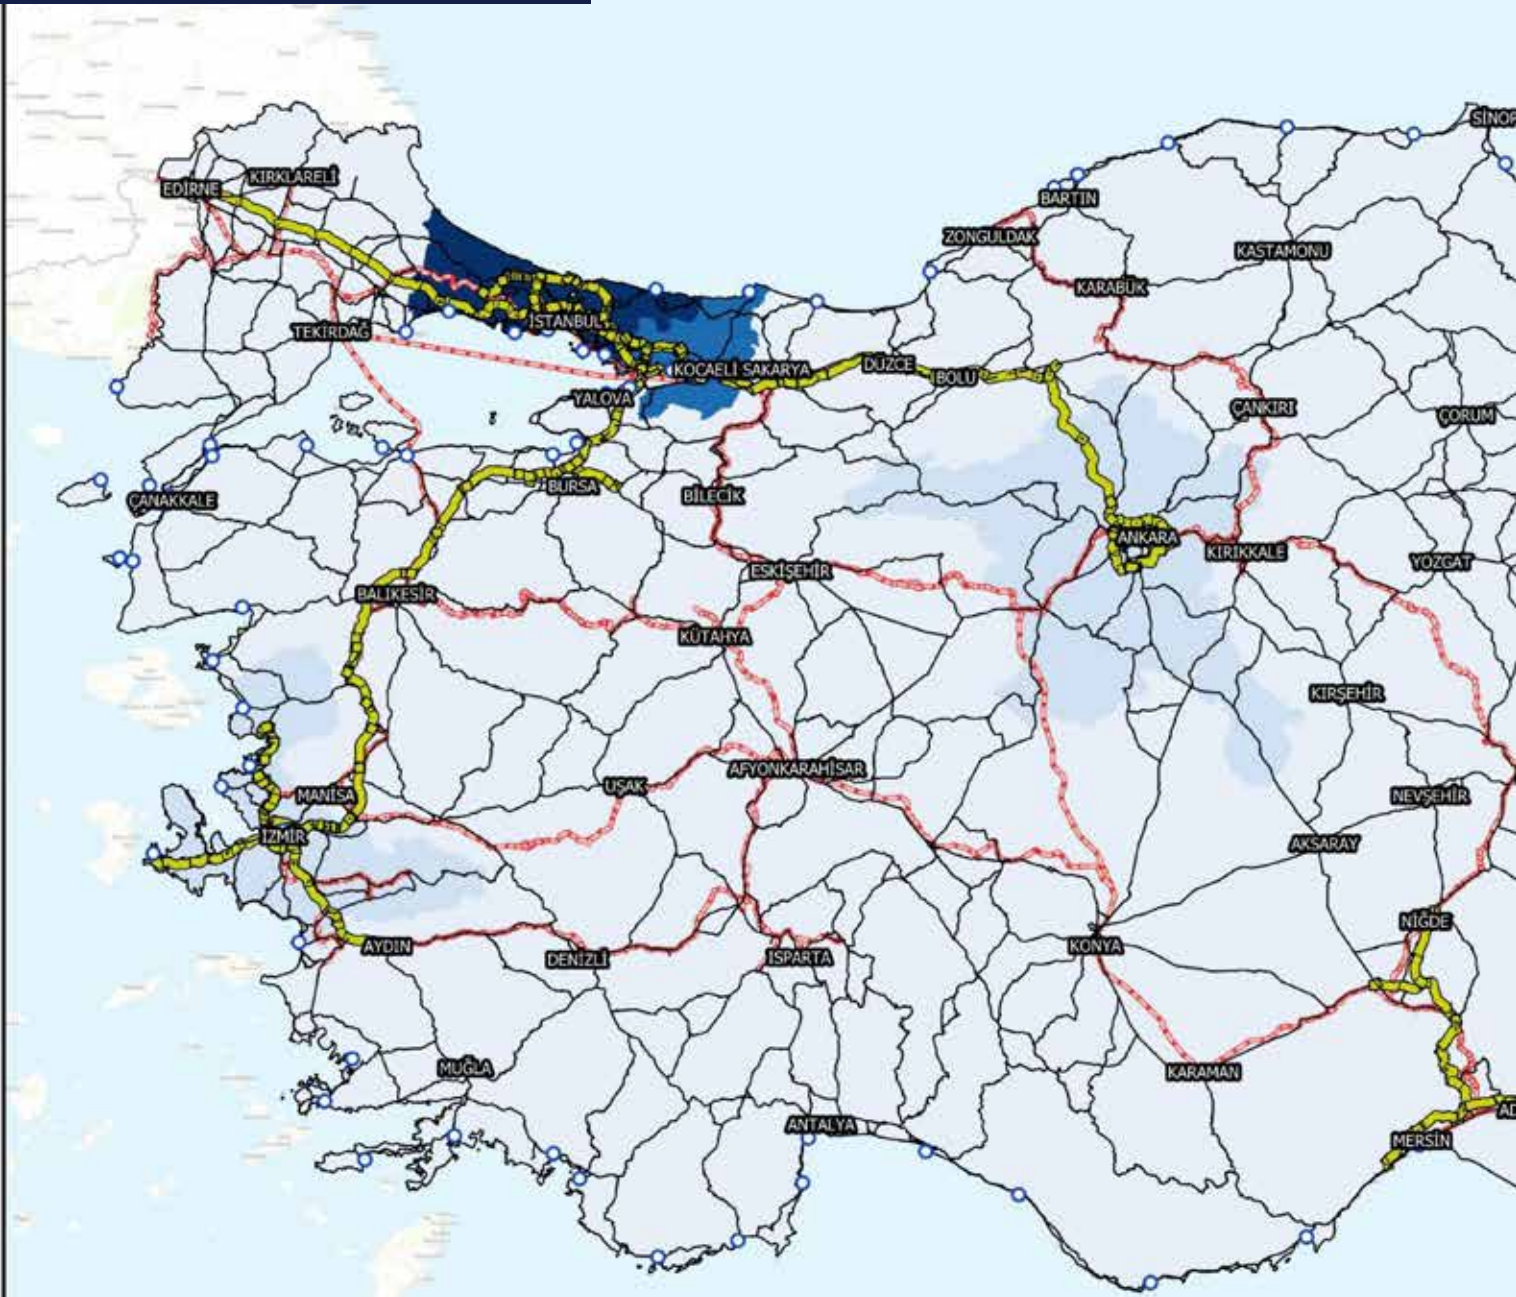 SİNOP
KIRKLARELİ
EDİRNE
BARTIN
ZONGULDAK
KASTAMONU
KARABÜK
İSTANBUL
TEKİRDAĞ
KOCAELİ SAKARYA
DÜZCE
BOLU
YALOVA
ÇANKIRI
ÇORUM
BURSA
BİLECİK
ÇANAKKALE
ANKARA
KIRIKKALE
YOZGAT
ESKİŞEHİR
BALIKESİR
KÜTAHYA
KIRŞEHİR
AFYONKARAHİSAR
UŞAK
MANİSA
NEVŞEHİR
İZMİR
AKSARAY
NİĞDE
AYDIN
KONYA
DENİZLİ
ISPARTA
MUĞLA
KARAMAN
AD
ANTALYA
MERSİN